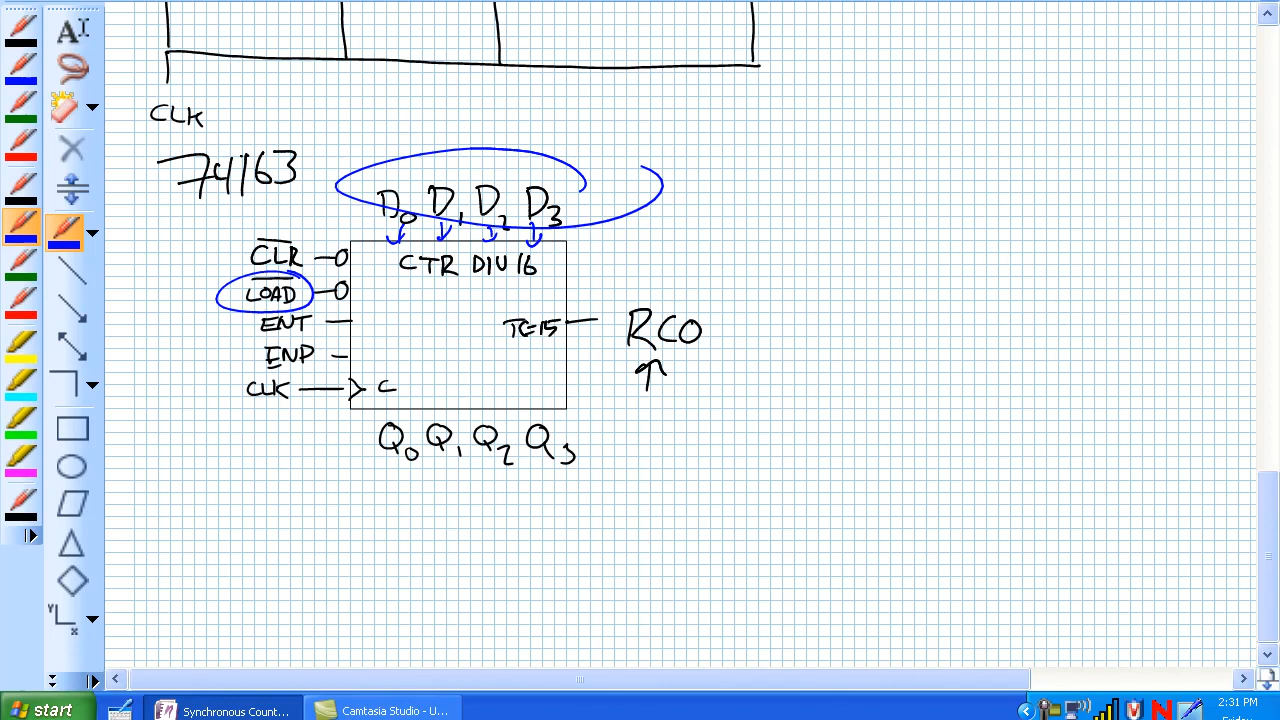 CLK
74163
D0 D1 D2 D3
CLR
CTR DIV 16
LOAD
ENT
TC=15
RCO
ENP
CLK
C
Q0 Q1 Q2 Q3
start
Synchronous Count...
Camtasia Studio - U...
2:31 PM
Friday